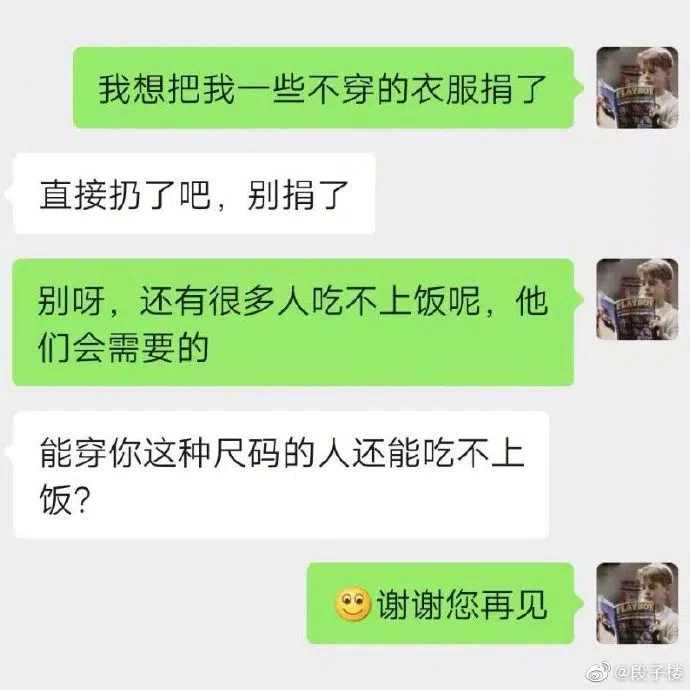 我想把我一些不穿的衣服捐了
直接扔了吧，别捐了
别呀，还有很多人吃不上饭呢，他
们会需要的
能穿你这种尺码的人还能吃不上
饭？
谢谢您再见
PLAYBOY
PLAYBOY
PLAYBOY
@段子楼